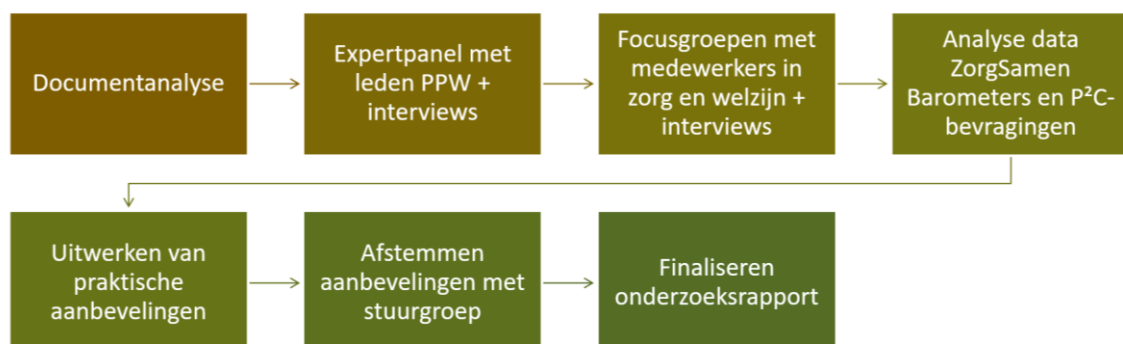 Documentanalyse
Expertpanel met
leden PPW +
interviews
Focusgroepen met
medewerkers in
zorg en welzijn +
interviews
Analyse data
ZorgSamen
Barometers en P²C-
bevragingen
Uitwerken van
praktische
aanbevelingen
Afstemmen
aanbevelingen met
stuurgroep
Finaliseren
onderzoeksrapport